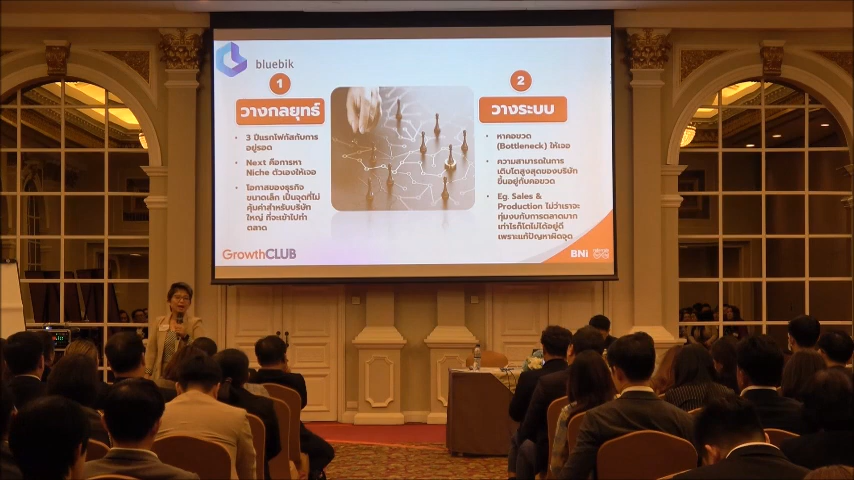 bluebik
1
วางกลยุทธ์
• 3 ปีแรกโฟกัสกับการ
อยู่รอด
• Next คือการหา
Niche ตัวเองให้เจอ
• โอกาสของธุรกิจ
ขนาดเล็ก เป็นจุดที่ไม่
คุ้มค่าสำหรับบริษัท
ใหญ่ ที่จะเข้าไปทำ
ตลาด
2
วางระบบ
• หาคอขวด
(Bottleneck) ให้เจอ
• ความสามารถในการ
เติบโตสูงสุดของบริษัท
ขึ้นอยู่กับคอขวด
• Eg. Sales &
Production ไม่ว่าเราจะ
ทุ่มงบกับการตลาดมาก
เท่าไรก็โตไม่ได้อยู่ดี
เพราะแก้ปัญหาผิดจุด
GrowthCLUB
BNI